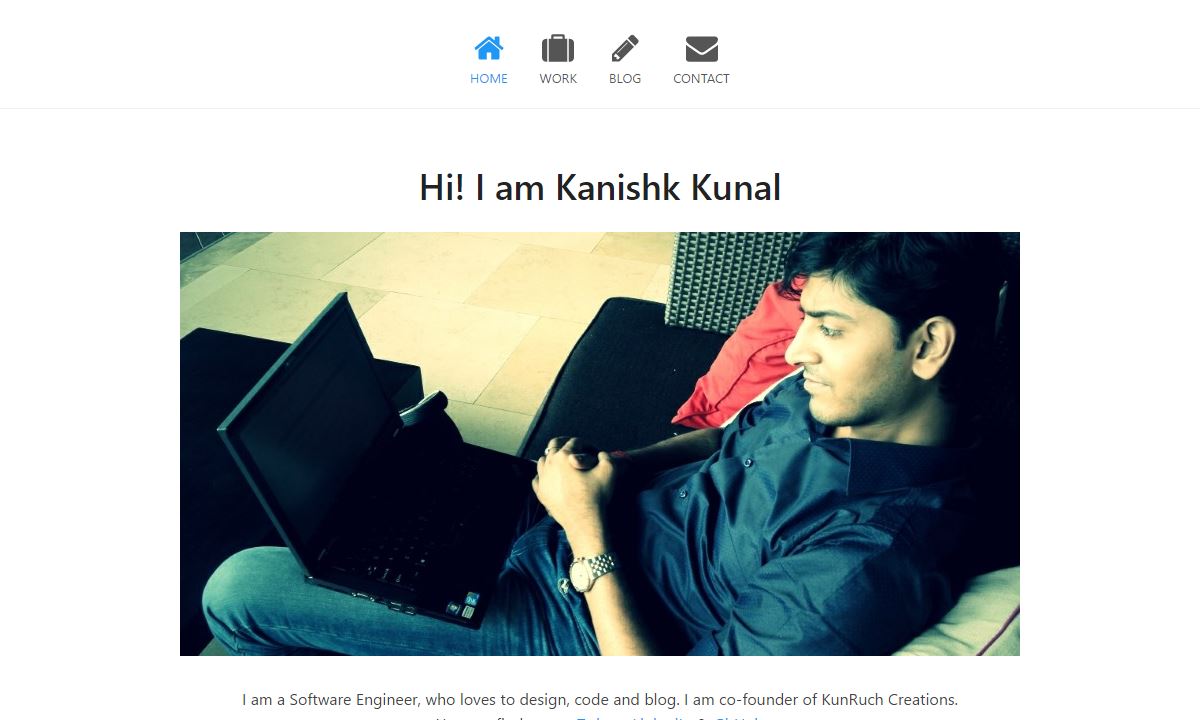 HOME WORK BLOG CONTACT
Hi! I am Kanishk Kunal
I am a Software Engineer, who loves to design, code and blog. I am co-founder of KunRuch Creations.